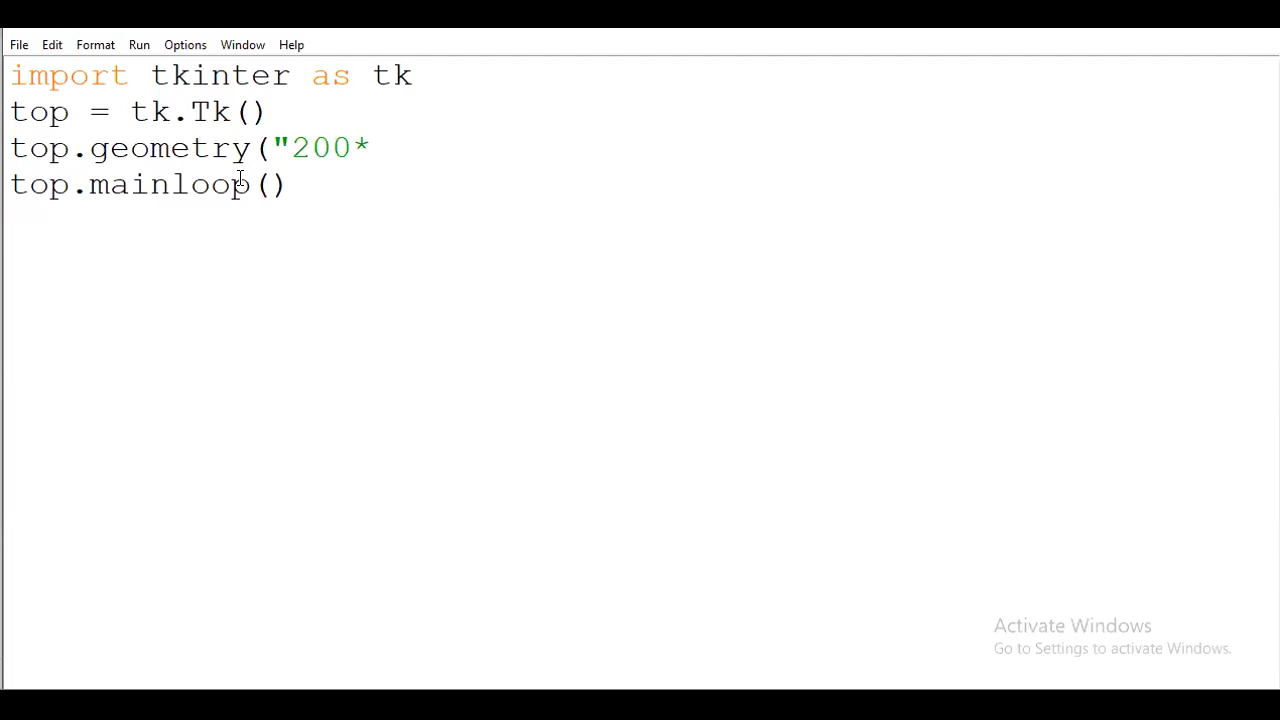 File Edit Format Run Options Window Help
import tkinter as tk
top = tk.Tk()
top.geometry("200*
top.mainloop()
Activate Windows
Go to Settings to activate Windows.